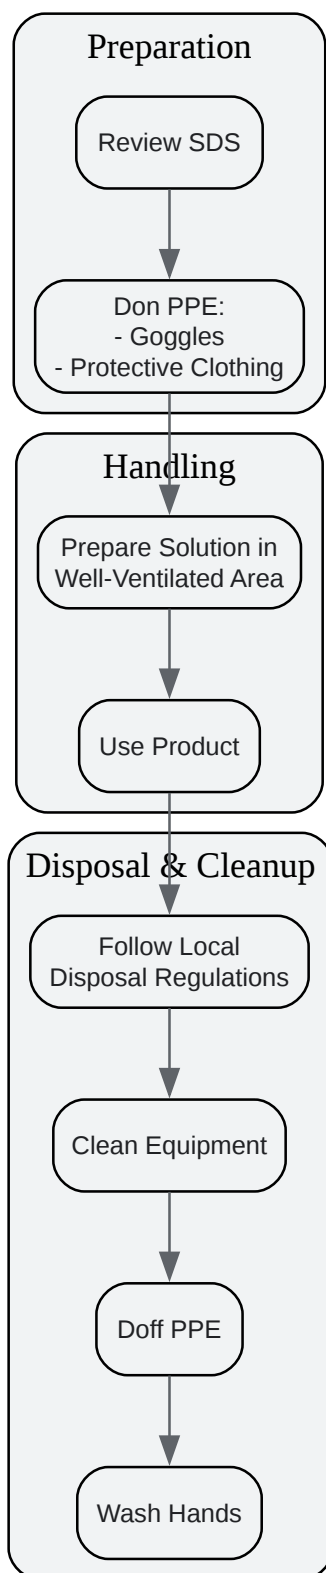 Preparation
Review SDS
Don PPE:
- Goggles
- Protective Clothing
Handling
Prepare Solution in
Well-Ventilated Area
Use Product
Disposal & Cleanup
Follow Local
Disposal Regulations
Clean Equipment
Doff PPE
Wash Hands